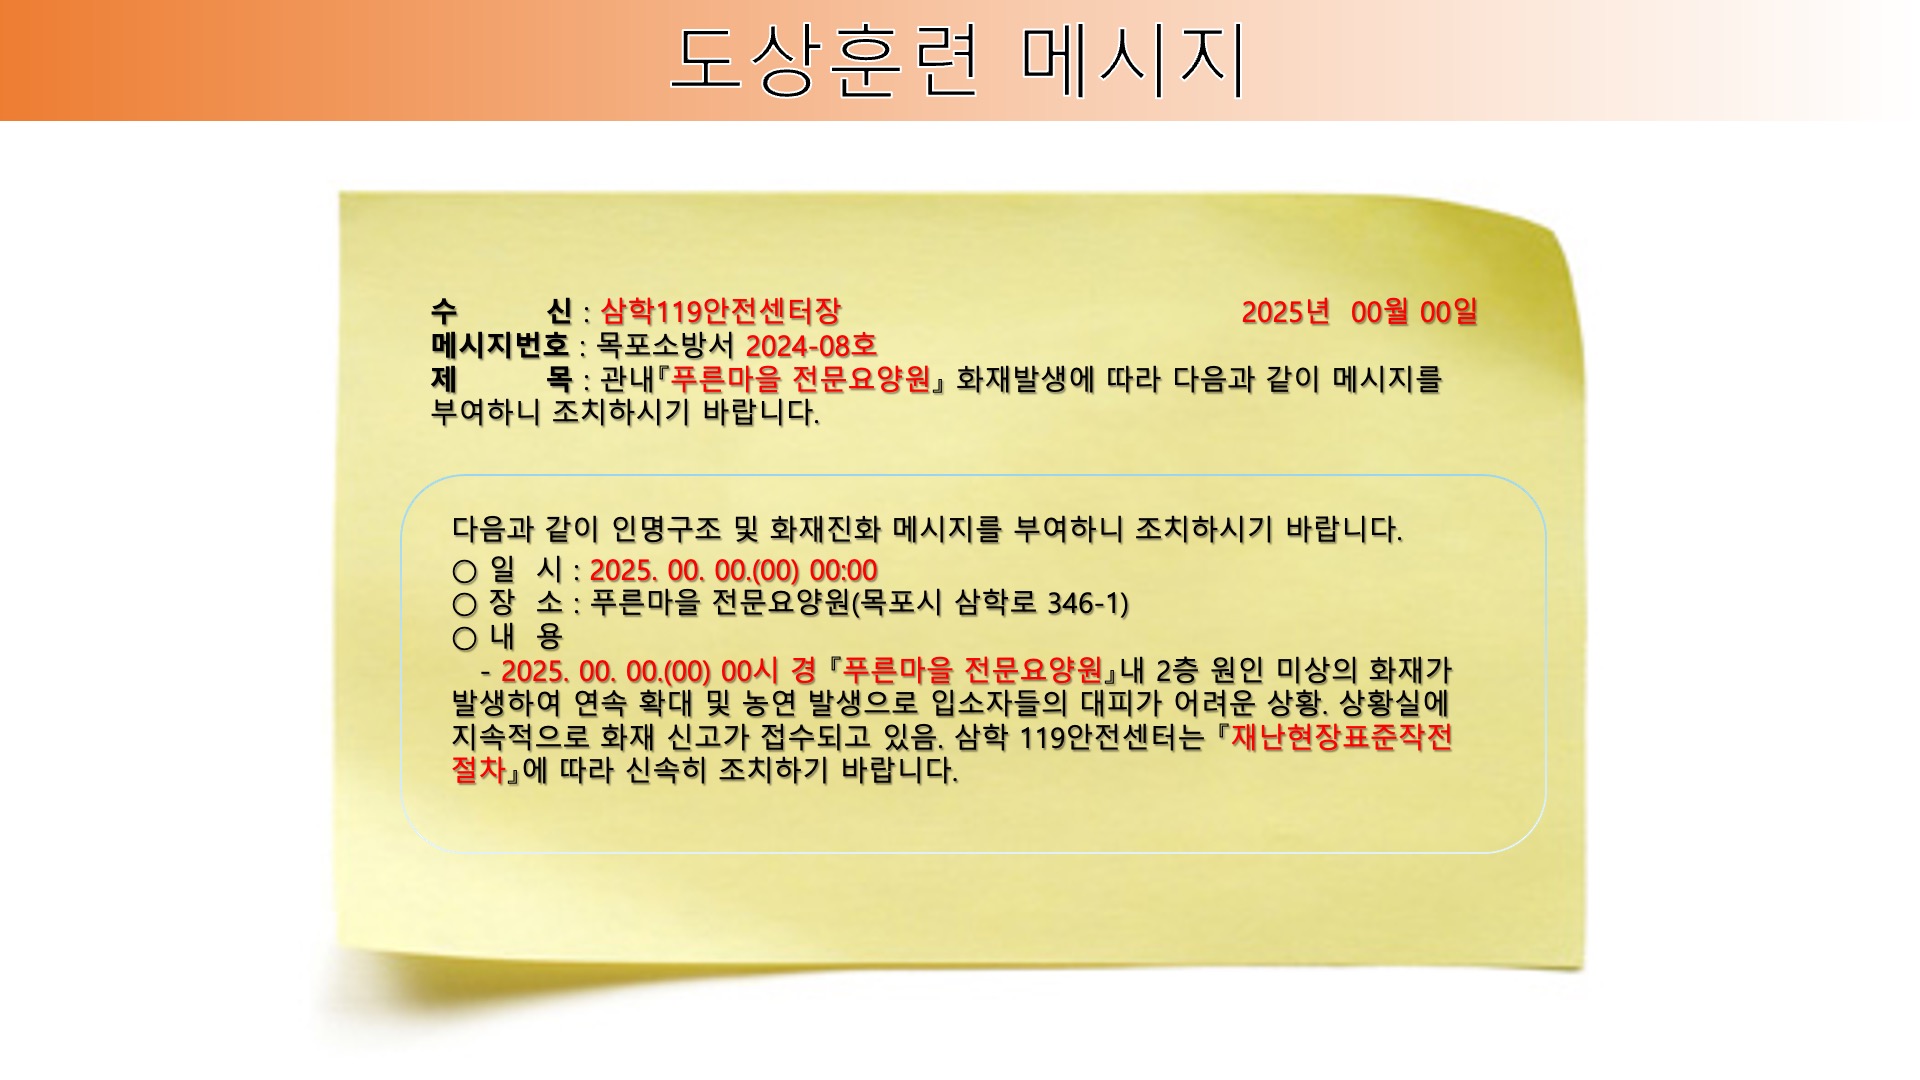 도상훈련 메시지
수 신 : 삼학119안전센터장 2025년 00월 00일
메시지번호 : 목포소방서 2024-08호
제 목 : 관내『푸른마을 전문요양원』 화재발생에 따라 다음과 같이 메시지를
부여하니 조치하시기 바랍니다.
다음과 같이 인명구조 및 화재진화 메시지를 부여하니 조치하시기 바랍니다.
○ 일 시 : 2025. 00. 00.(00) 00:00
○ 장 소 : 푸른마을 전문요양원(목포시 삼학로 346-1)
○ 내 용
- 2025. 00. 00.(00) 00시 경 『푸른마을 전문요양원』내 2층 원인 미상의 화재가
발생하여 연속 확대 및 농연 발생으로 입소자들의 대피가 어려운 상황. 상황실에
지속적으로 화재 신고가 접수되고 있음. 삼학 119안전센터는 『재난현장표준작전
절차』에 따라 신속히 조치하기 바랍니다.